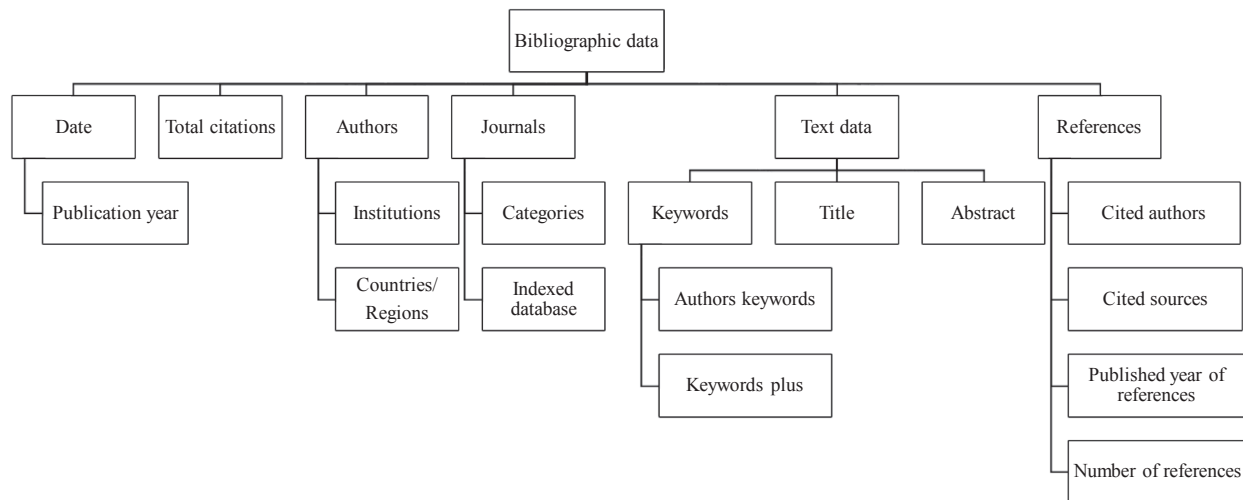 Bibliographic data
Date
Total citations
Authors
Journals
Text data
References
Publication year
Institutions
Categories
Keywords
Title
Abstract
Cited authors
Countries/
Regions
Indexed
database
Authors keywords
Cited sources
Keywords plus
Published year of
references
Number of references